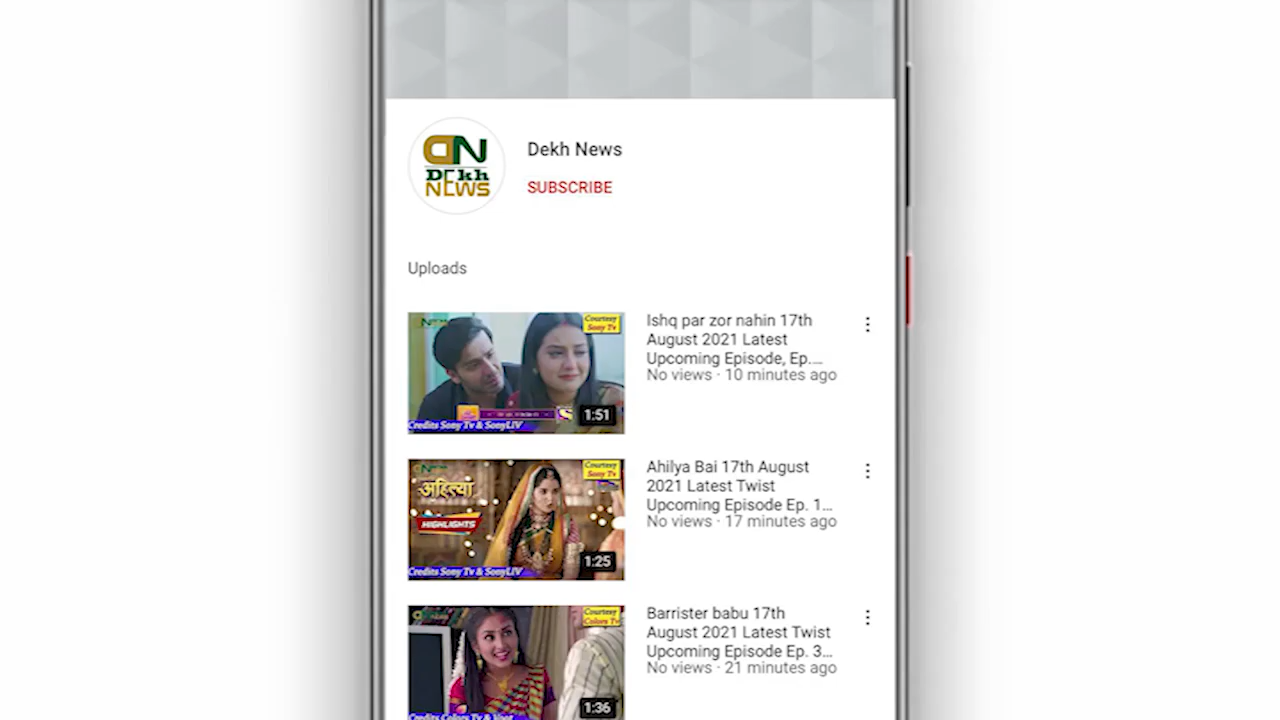 DN
Dekh
NEWS
Dekh News
SUBSCRIBE
Uploads
Courtesy
Sony Tv
1:51
Credits Sony Tv & SonyLIV
Ishq par zor nahin 17th
August 2021 Latest
Upcoming Episode, Ep....
No views · 10 minutes ago
Courtesy
Sony Tv
अहिल्या
HIGHLIGHTS
1:25
Credits Sony Tv & SonyLIV
Ahilya Bai 17th August
2021 Latest Twist
Upcoming Episode Ep. 1...
No views · 17 minutes ago
Courtesy
Colors Tv
1:36
Credits Colors Tv & Voot
Barrister babu 17th
August 2021 Latest Twist
Upcoming Episode Ep. 3...
No views · 21 minutes ago